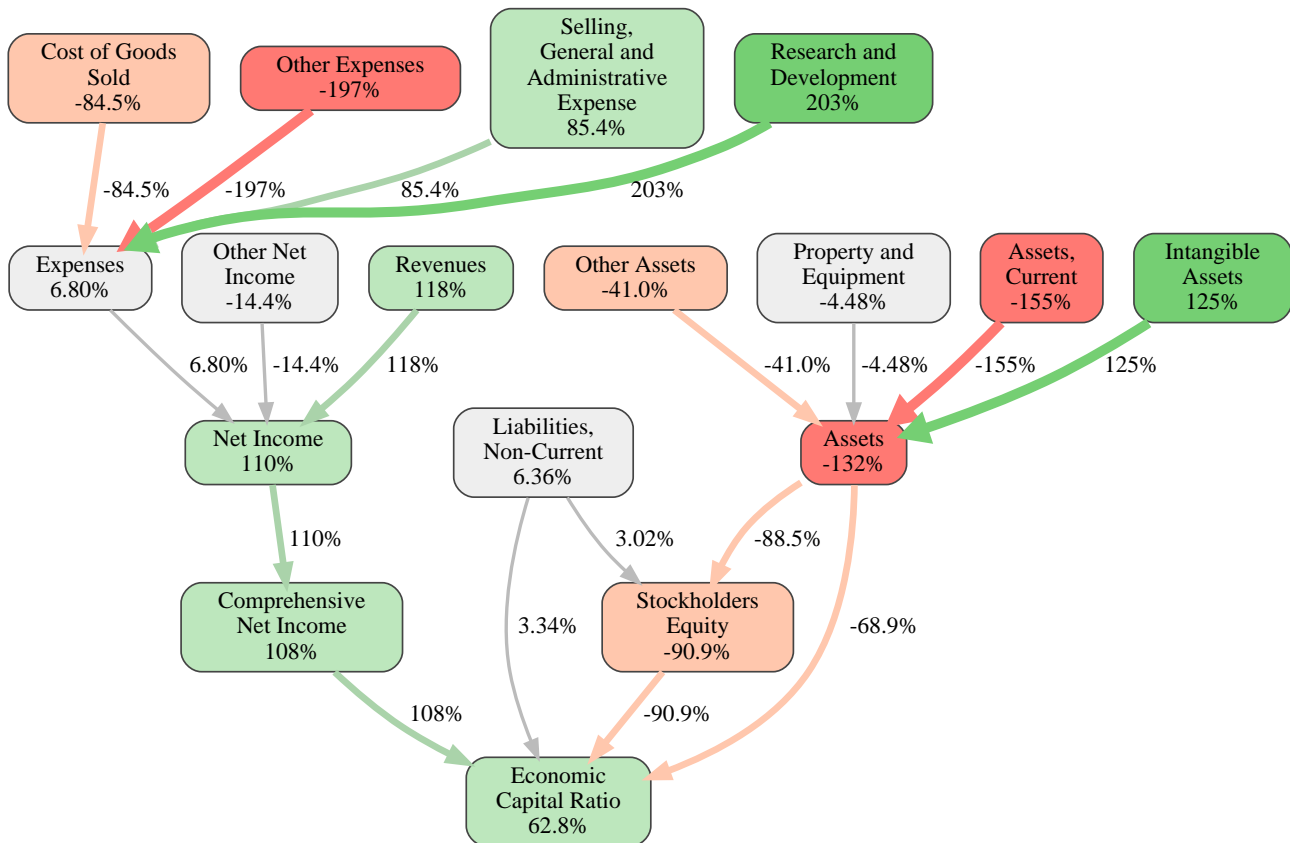 Cost of Goods
Sold
-84.5%
Other Expenses
-197%
Selling,
General and
Administrative
Expense
85.4%
Research and
Development
203%
-84.5%
-197%
85.4%
203%
Expenses
6.80%
Other Net
Income
-14.4%
Revenues
118%
Other Assets
-41.0%
Property and
Equipment
-4.48%
Assets,
Current
-155%
Intangible
Assets
125%
6.80%
-14.4%
118%
-41.0%
-4.48%
-155%
125%
Net Income
110%
Liabilities,
Non-Current
6.36%
Assets
-132%
110%
3.02%
-88.5%
Comprehensive
Net Income
108%
3.34%
Stockholders
Equity
-90.9%
-68.9%
108%
-90.9%
Economic
Capital Ratio
62.8%